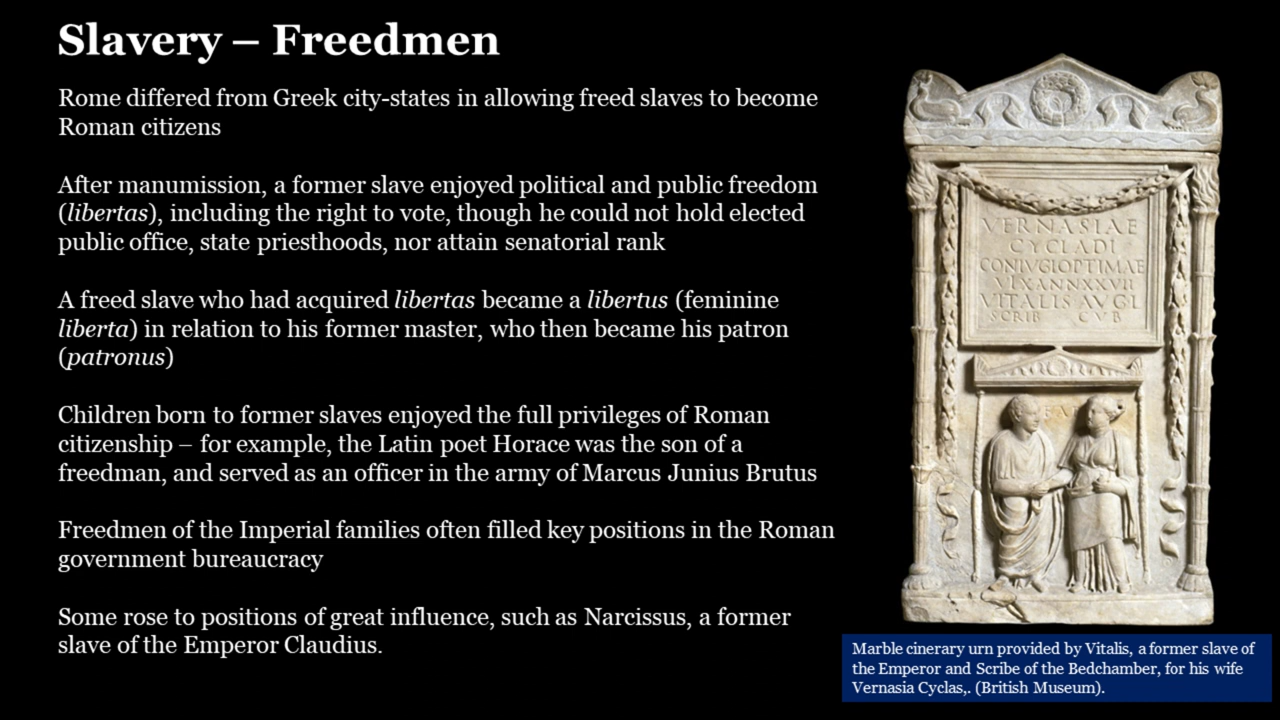 Slavery – Freedmen
Rome differed from Greek city-states in allowing freed slaves to become
Roman citizens
After manumission, a former slave enjoyed political and public freedom
(libertas), including the right to vote, though he could not hold elected
public office, state priesthoods, nor attain senatorial rank
A freed slave who had acquired libertas became a libertus (feminine
liberta) in relation to his former master, who then became his patron
(patronus)
Children born to former slaves enjoyed the full privileges of Roman
citizenship – for example, the Latin poet Horace was the son of a
freedman, and served as an officer in the army of Marcus Junius Brutus
Freedmen of the Imperial families often filled key positions in the Roman
government bureaucracy
Some rose to positions of great influence, such as Narcissus, a former
slave of the Emperor Claudius.
VERNASIAE
CYCLADI
CONIVGIOPTIMAE
VIXANNXXVII
VITALIS AVGL
SCRIB CVB
Marble cinerary urn provided by Vitalis, a former slave of
the Emperor and Scribe of the Bedchamber, for his wife
Vernasia Cyclas,. (British Museum).